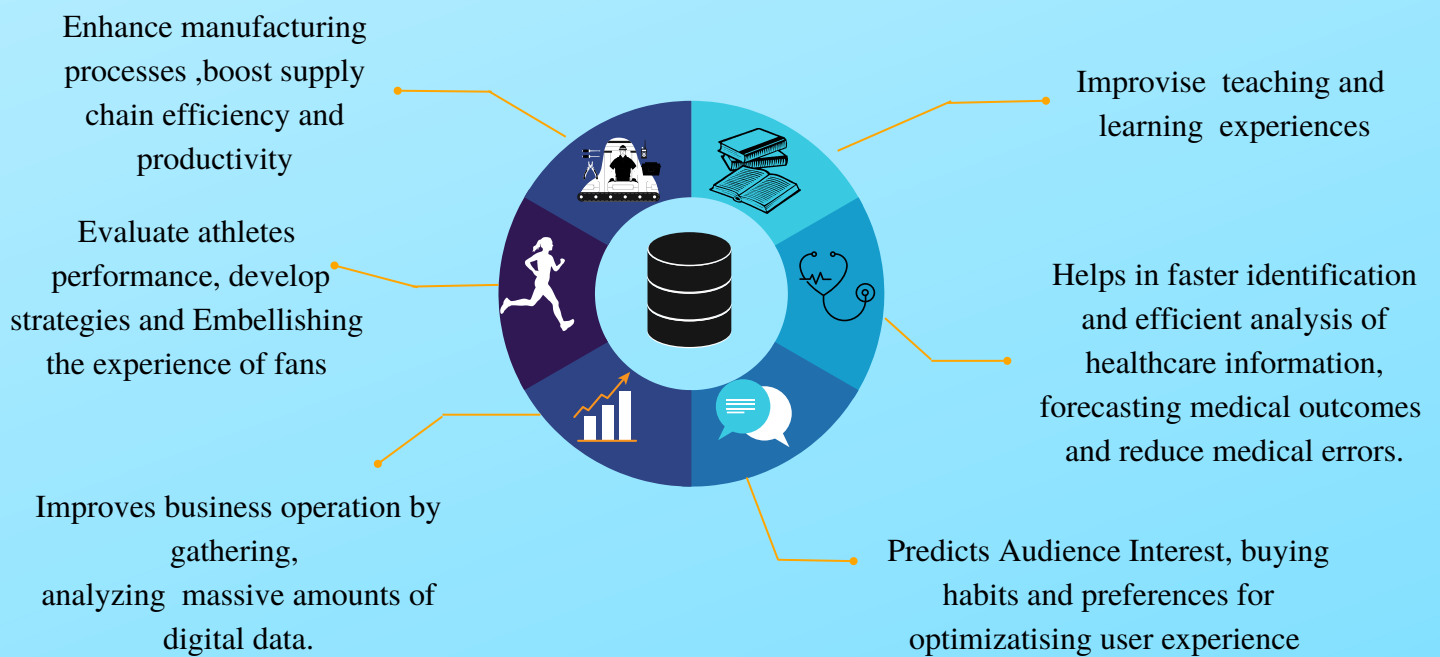 Enhance manufacturing
processes ,boost supply
chain efficiency and
productivity
Evaluate athletes
performance, develop
strategies and Embellishing
the experience of fans
Improves business operation by
gathering,
analyzing  massive amounts of
digital data.
Improvise  teaching and
learning  experiences
Helps in faster identification
and efficient analysis of
healthcare information,
forecasting medical outcomes
and reduce medical errors.
Predicts Audience Interest, buying
habits and preferences for
optimizatising user experience